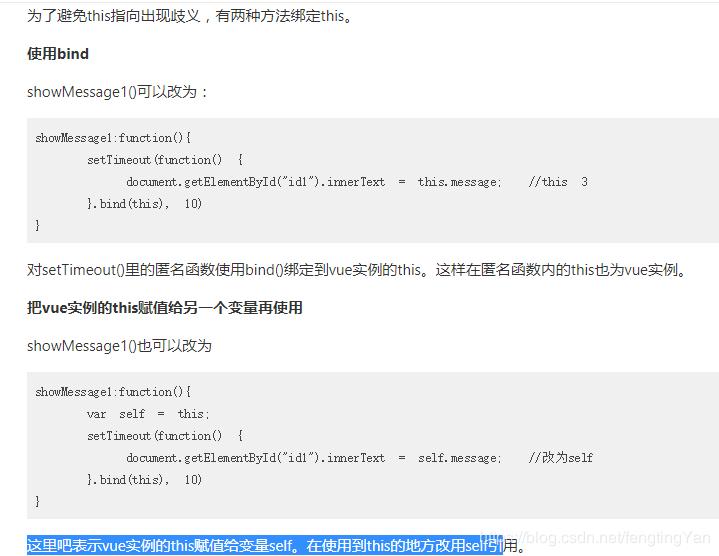 为了避免this指向出现歧义，有两种方法绑定this。
使用bind
showMessage1()可以改为：
showMessage1:function(){
setTimeout(function() {
document.getElementById("id1").innerText = this.message; //this 3
}.bind(this), 10)
}
对setTimeout()里的匿名函数使用bind()绑定到vue实例的this。这样在匿名函数内的this也为vue实例。
把vue实例的this赋值给另一个变量再使用
showMessage1()也可以改为
showMessage1:function(){
var self = this;
setTimeout(function() {
document.getElementById("id1").innerText = self.message; //改为self
}.bind(this), 10)
}
这里吧表示vue实例的this赋值给变量self。在使用到this的地方改用self引用。
https://blog.csdn.net/fengtingYan